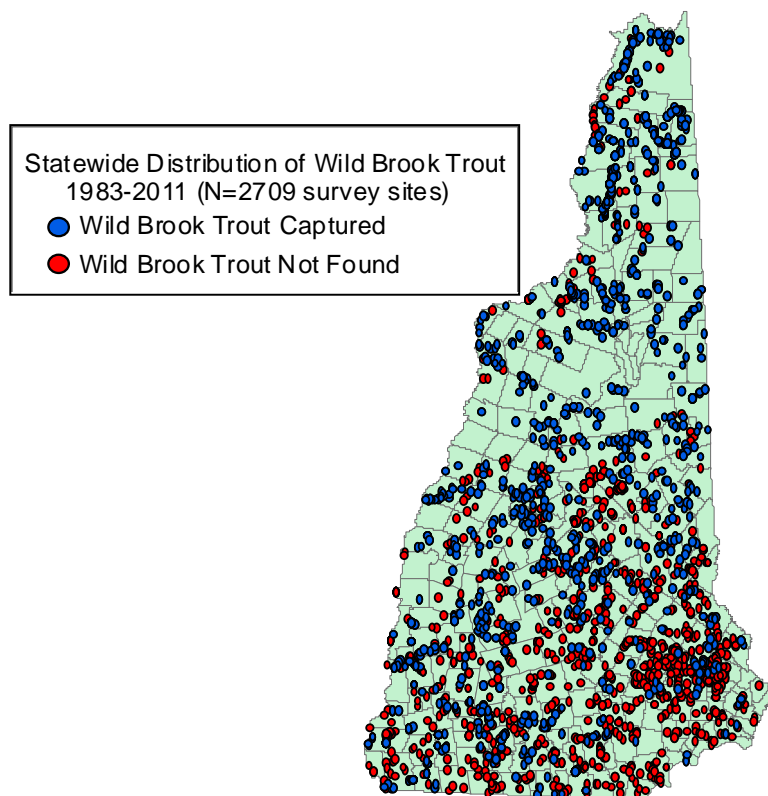 Statewide Distribution of Wild Brook Trout
1983-2011 (N=2709 survey sites)
Wild Brook Trout Captured
Wild Brook Trout Not Found